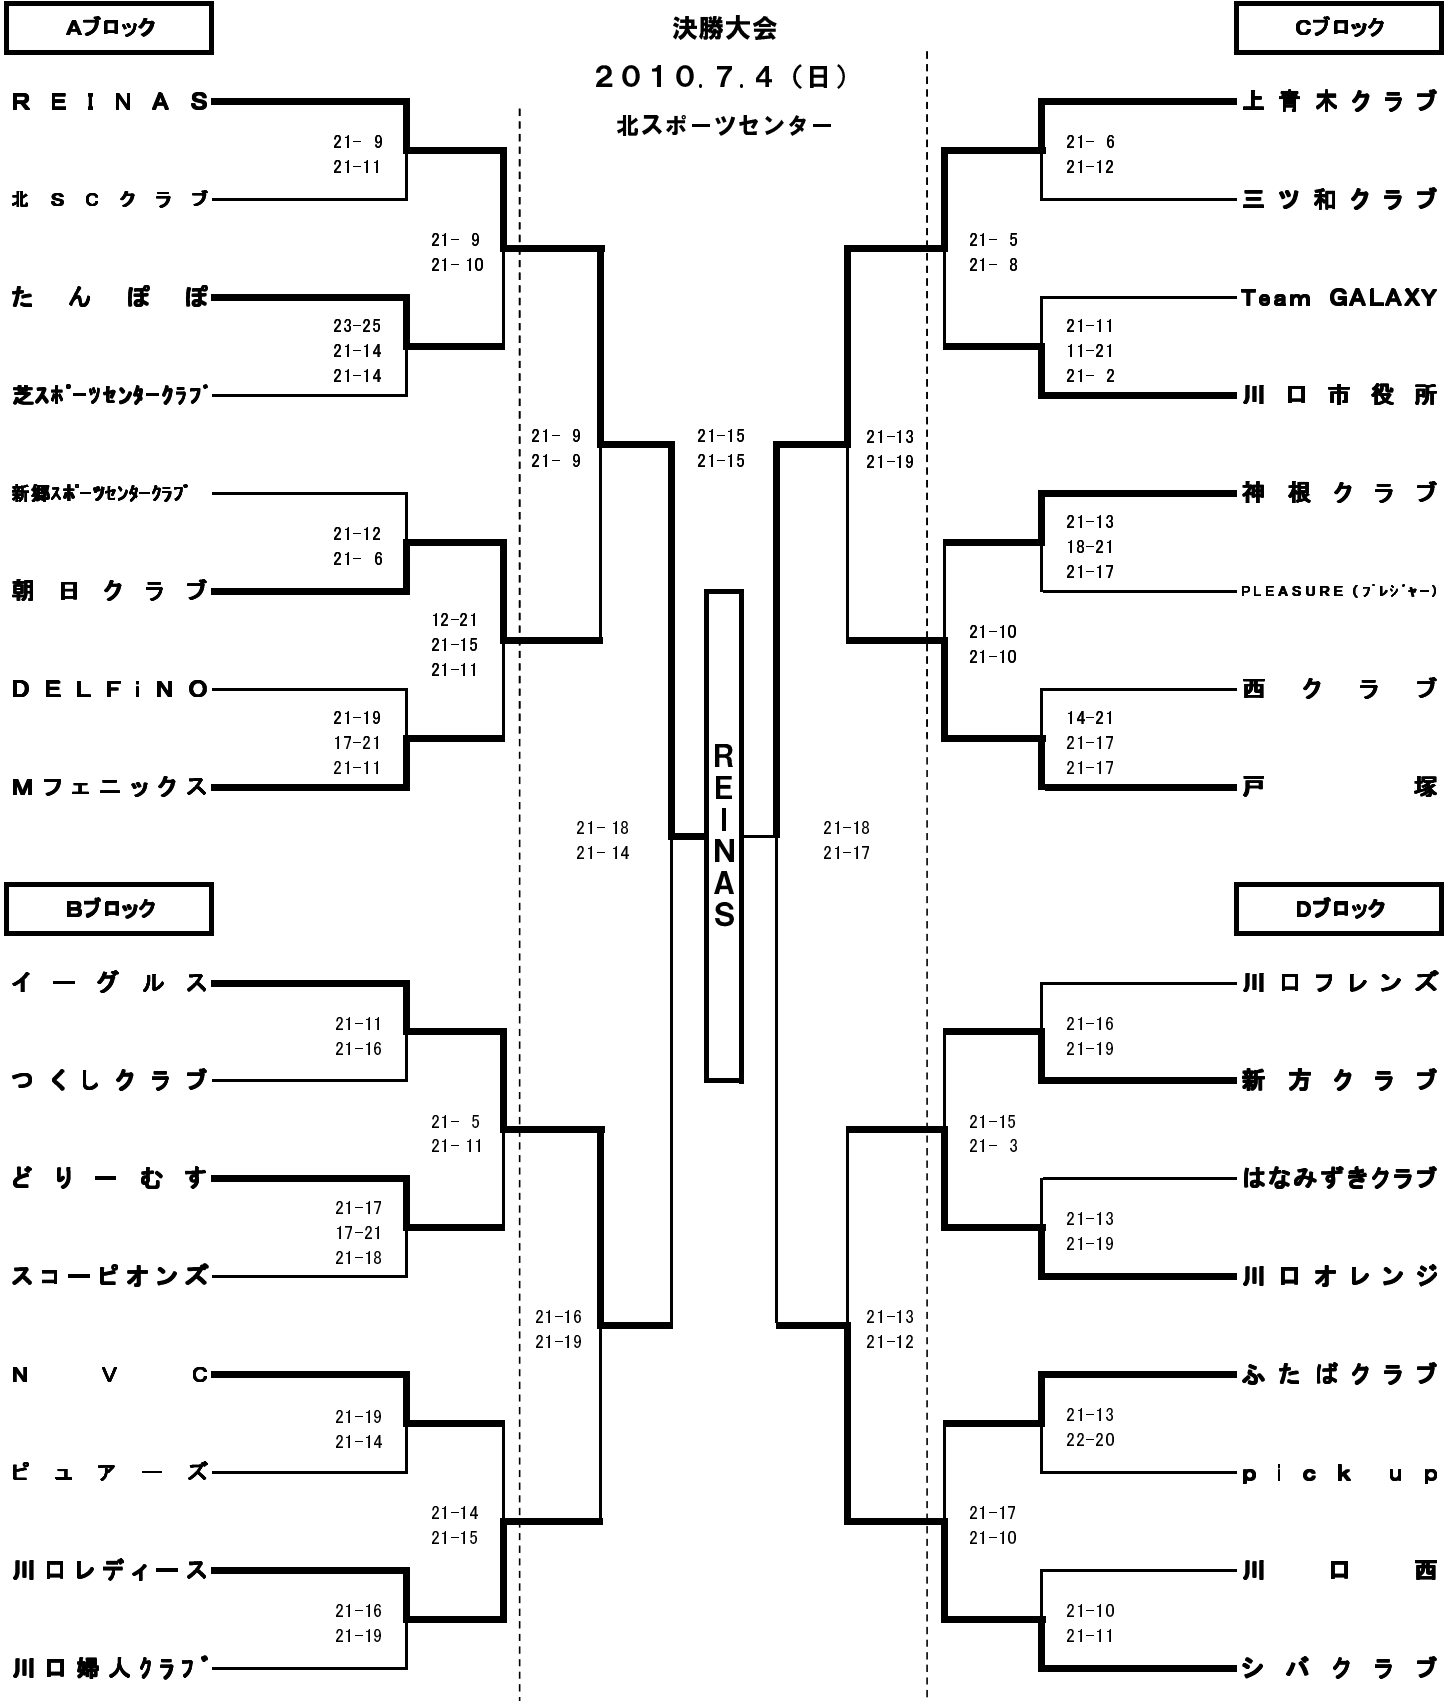 決勝大会
２０１０.７.４（日）
北スポーツセンター
Aブロック
ＲＥＩＮＡＳ
21- 9
21-11
北ＳＣクラブ
21- 9
21-10
たんぽぽ
23-25
21-14
21-14
芝スポーツセンタークラブ
21- 9
21- 9
新郷スポーツセンタークラブ
21-12
21- 6
朝日クラブ
12-21
21-15
21-11
ＤＥＬＦｉＮＯ
21-19
17-21
21-11
Ｍフェニックス
21-18
21-14
Bブロック
イーグルス
21-11
21-16
つくしクラブ
21- 5
21-11
どりーむす
21-17
17-21
21-18
スコーピオンズ
21-16
21-19
ＮＶＣ
21-19
21-14
ピュアーズ
21-14
21-15
川口レディース
21-16
21-19
川口婦人クラブ
21-15
21-15
ＲＥＩＮＡＳ
Cブロック
上青木クラブ
21- 6
21-12
三ツ和クラブ
21- 5
21- 8
Team GALAXY
21-11
11-21
21- 2
川口市役所
21-13
21-19
神根クラブ
21-13
18-21
21-17
PLEASURE（プレジャー）
21-10
21-10
西クラブ
14-21
21-17
21-17
戸塚
21-18
21-17
Dブロック
川口フレンズ
21-16
21-19
新方クラブ
21-15
21- 3
はなみずきクラブ
21-13
21-19
川口オレンジ
21-13
21-12
ふたばクラブ
21-13
22-20
pick up
21-17
21-10
川口西
21-10
21-11
シバクラブ